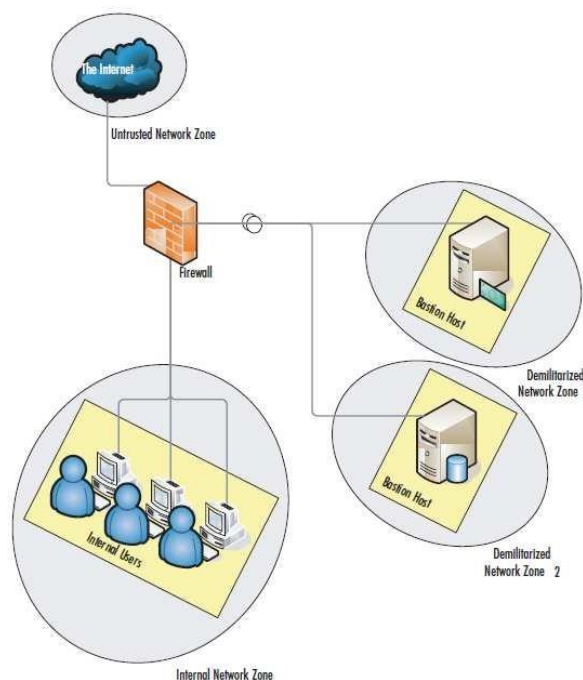 The Internet
Untrusted Network Zone
Firewall
Bastion Host
Demilitarized
Network Zone
Bastion Host
Demilitarized
Network Zone 2
Internal Users
Internal Network Zone